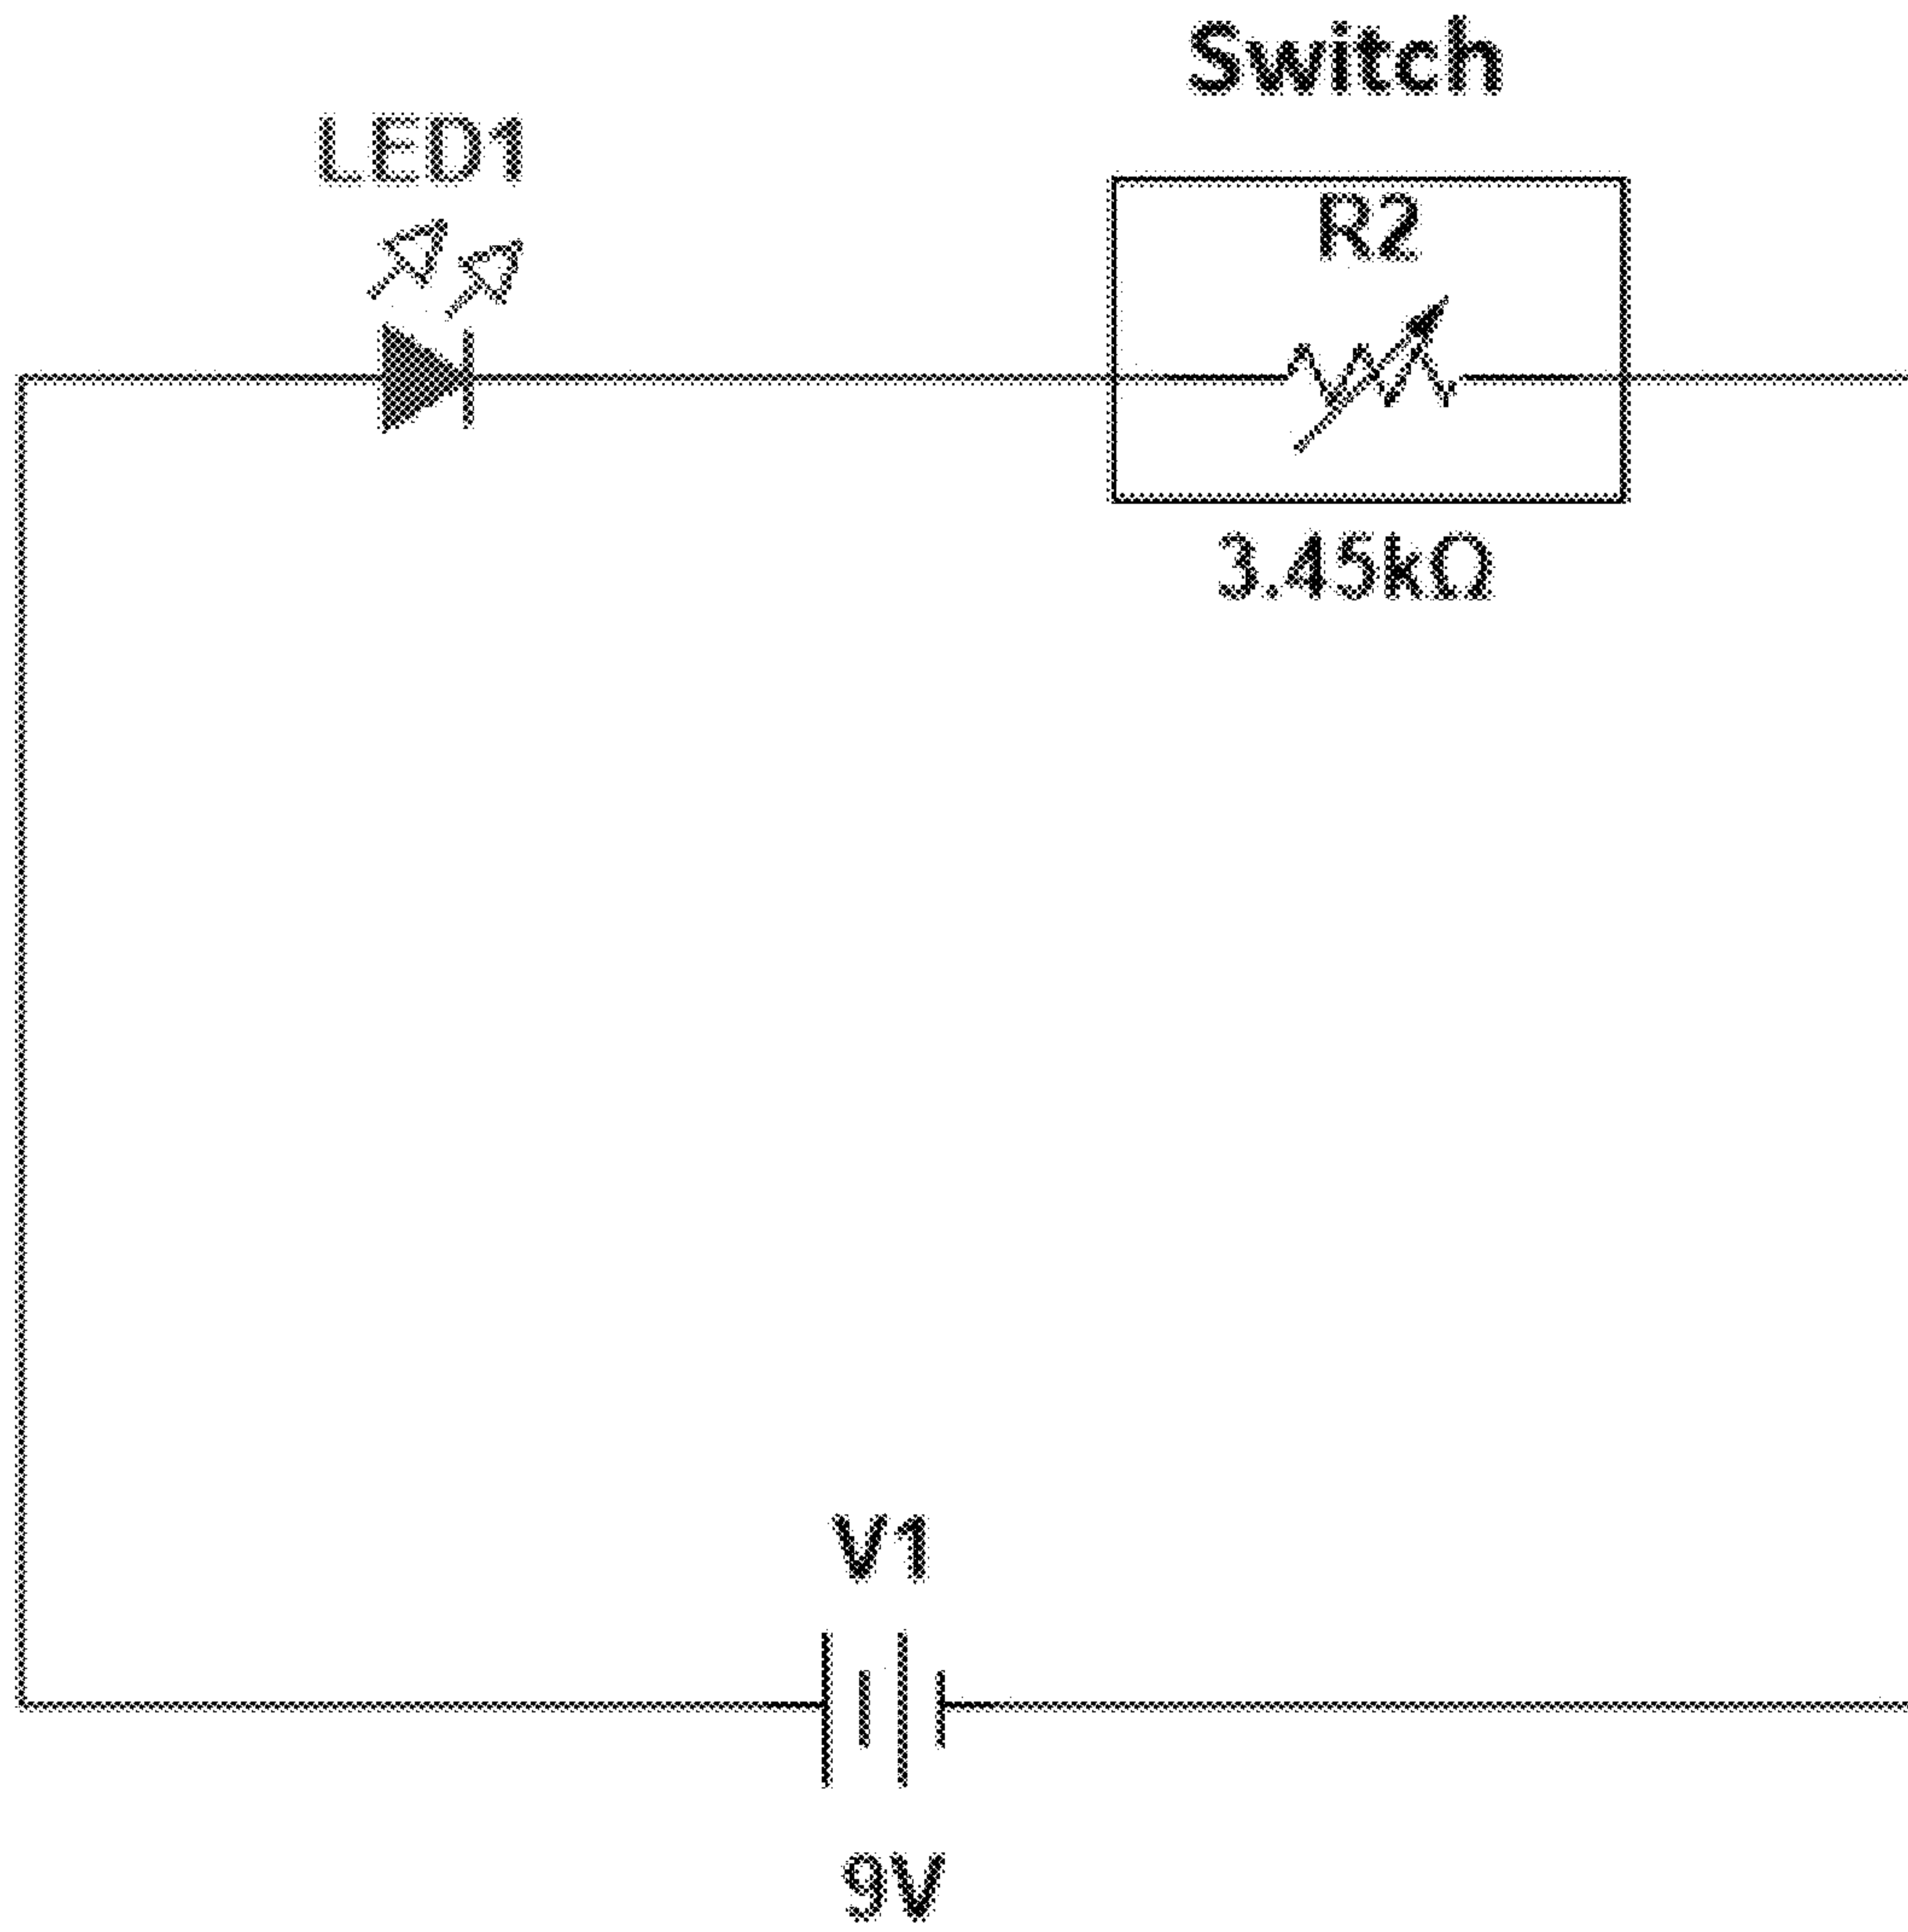 Switch
LED1
R2
3.45kΩ
V1
9V